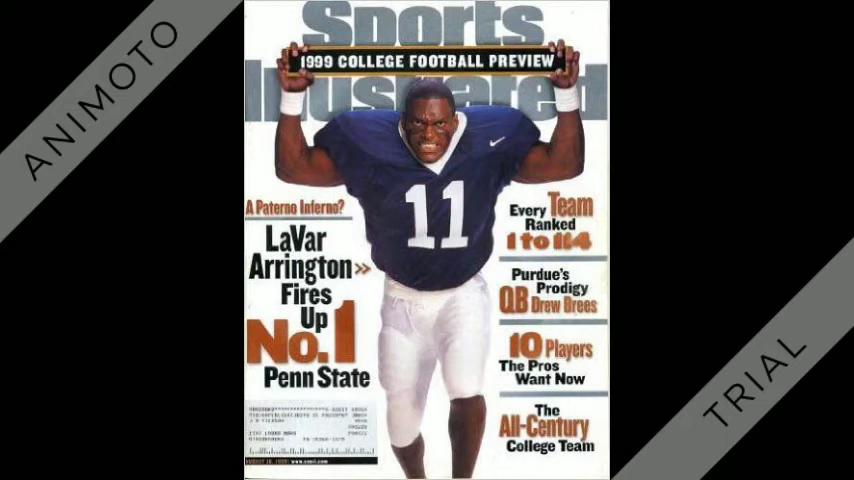 ANIMOTO
Sports
1999 COLLEGE FOOTBALL PREVIEW
Illustrated
11
A Paterno Inferno?
LaVar
Arrington»
Fires
Up
No.1
Penn State
Every Team
Ranked
1 to 114
Purdue's
Prodigy
QB Drew Brees
10 Players
The Pros
Want Now
The
All-Century
College Team
TRIAL